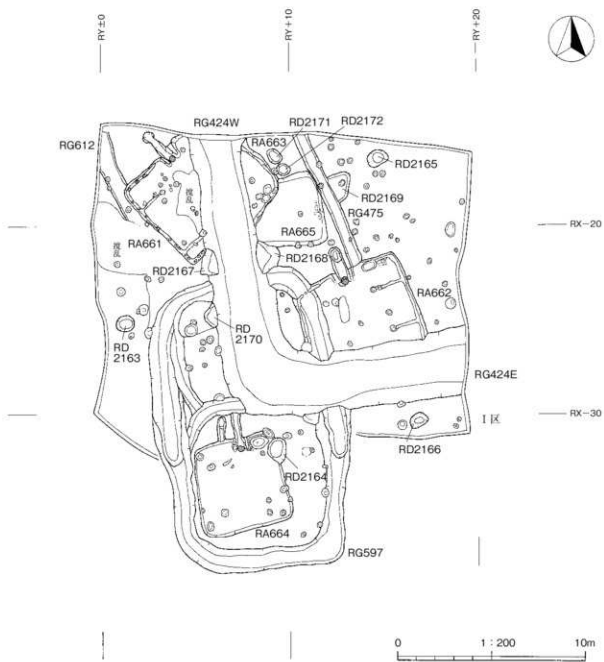 RY±0
RY+10
RY+20
RG424W
RD2171
RD2172
RA663
RG612
RD2165
RD2169
RG475
RX-20
RA661
RA665
RD2167
RD2168
RA662
RD
2163
RD
2170
RG424E
I区
RX-30
RD2166
RD2164
RA664
RG597
0
1:200
10m